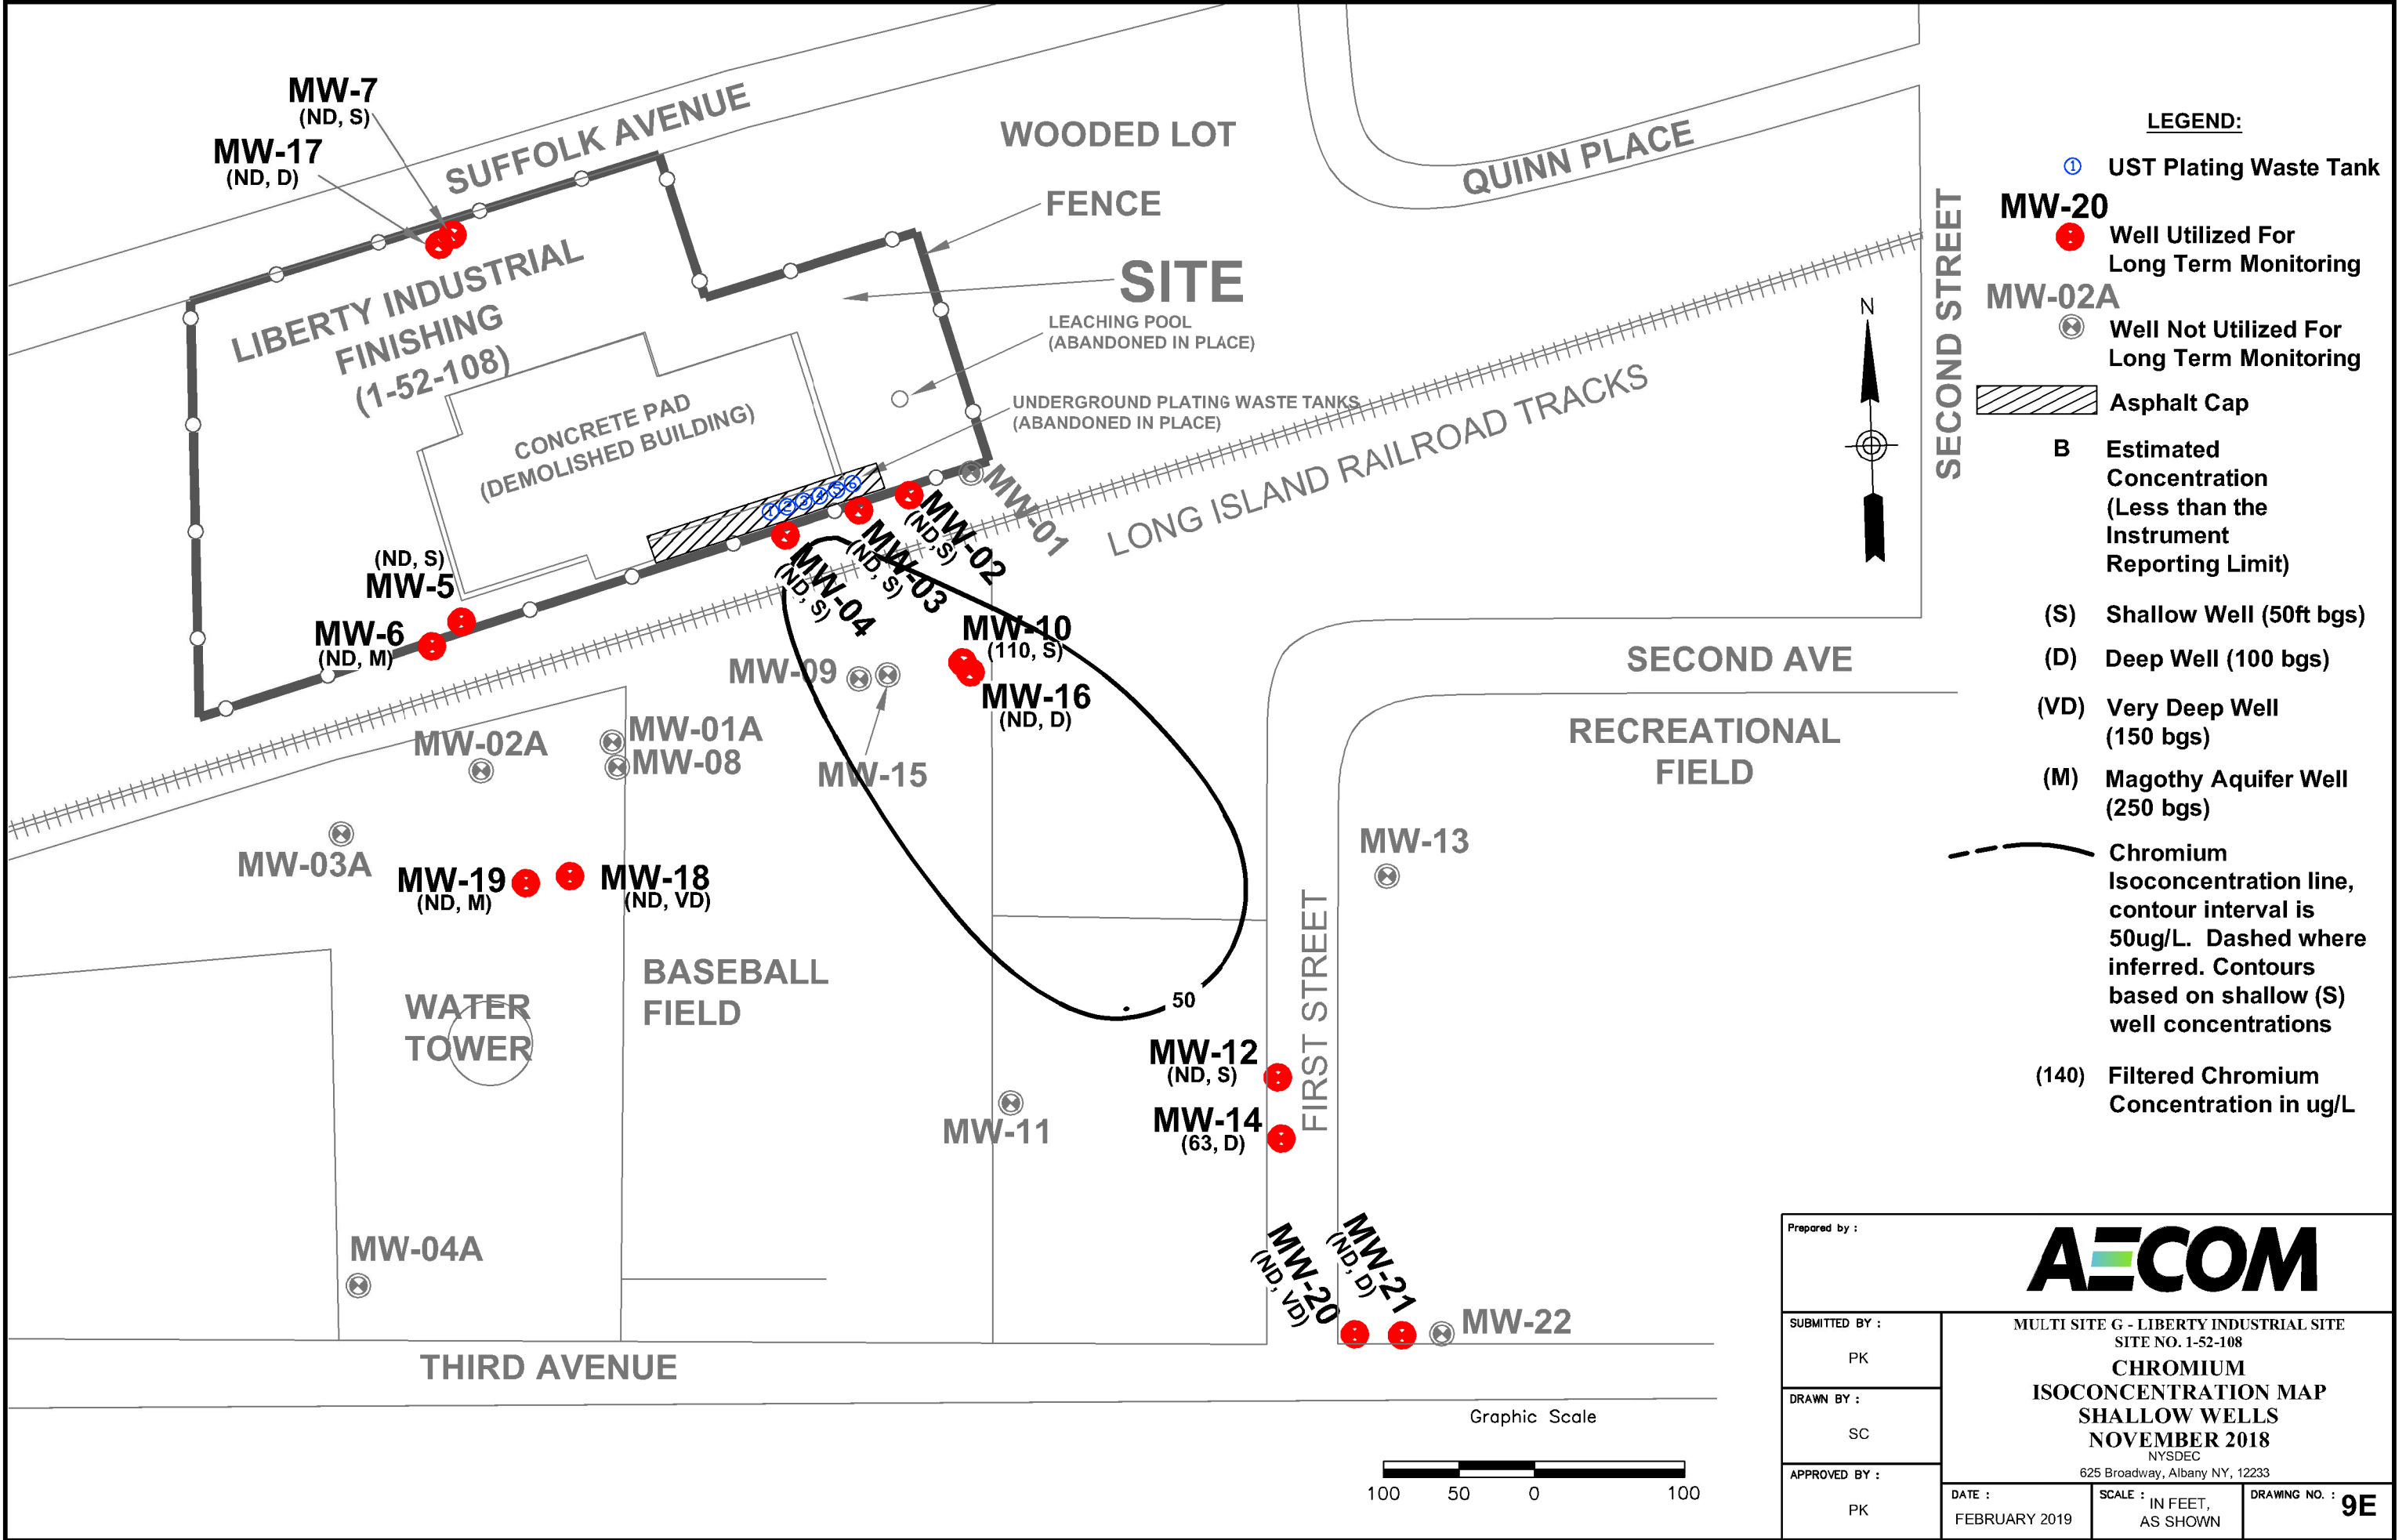 MW-7
(ND, S)
MW-17
(ND, D)
SUFFOLK AVENUE
WOODED LOT
QUINN PLACE
FENCE
SITE
LEACHING POOL
(ABANDONED IN PLACE)
UNDERGROUND PLATING WASTE TANKS
(ABANDONED IN PLACE)
LIBERTY INDUSTRIAL
FINISHING
(1-52-108)
CONCRETE PAD
(DEMOLISHED BUILDING)
1 2 3 4 5 6
LONG ISLAND RAILROAD TRACKS
SECOND STREET
N
MW-01
MW-02
(ND,S)
MW-03
(ND, S)
MW-04
(ND, S)
(ND, S)
MW-5
MW-6
(ND, M)
MW-10
(110, S)
MW-09
MW-16
(ND, D)
MW-15
SECOND AVE
RECREATIONAL
FIELD
MW-01A
MW-08
MW-02A
MW-03A
MW-19
(ND, M)
MW-18
(ND, VD)
MW-13
BASEBALL
FIELD
WATER
TOWER
50
FIRST STREET
MW-12
(ND, S)
MW-14
(63, D)
MW-11
MW-04A
MW-20
(ND, VD)
MW-21
(ND, D)
MW-22
THIRD AVENUE
Graphic Scale
100 50 0 100
LEGEND:
1 UST Plating Waste Tank
MW-20
Well Utilized For
Long Term Monitoring
MW-02A
Well Not Utilized For
Long Term Monitoring
Asphalt Cap
B Estimated
Concentration
(Less than the
Instrument
Reporting Limit)
(S) Shallow Well (50ft bgs)
(D) Deep Well (100 bgs)
(VD) Very Deep Well
(150 bgs)
(M) Magothy Aquifer Well
(250 bgs)
Chromium
Isoconcentration line,
contour interval is
50ug/L. Dashed where
inferred. Contours
based on shallow (S)
well concentrations
(140) Filtered Chromium
Concentration in ug/L
Prepared by :
AECOM
SUBMITTED BY :
PK
DRAWN BY :
SC
APPROVED BY :
PK
MULTI SITE G - LIBERTY INDUSTRIAL SITE
SITE NO. 1-52-108
CHROMIUM
ISOCONCENTRATION MAP
SHALLOW WELLS
NOVEMBER 2018
NYSDEC
625 Broadway, Albany NY, 12233
DATE :
FEBRUARY 2019
SCALE :
IN FEET,
AS SHOWN
DRAWING NO. :
9E